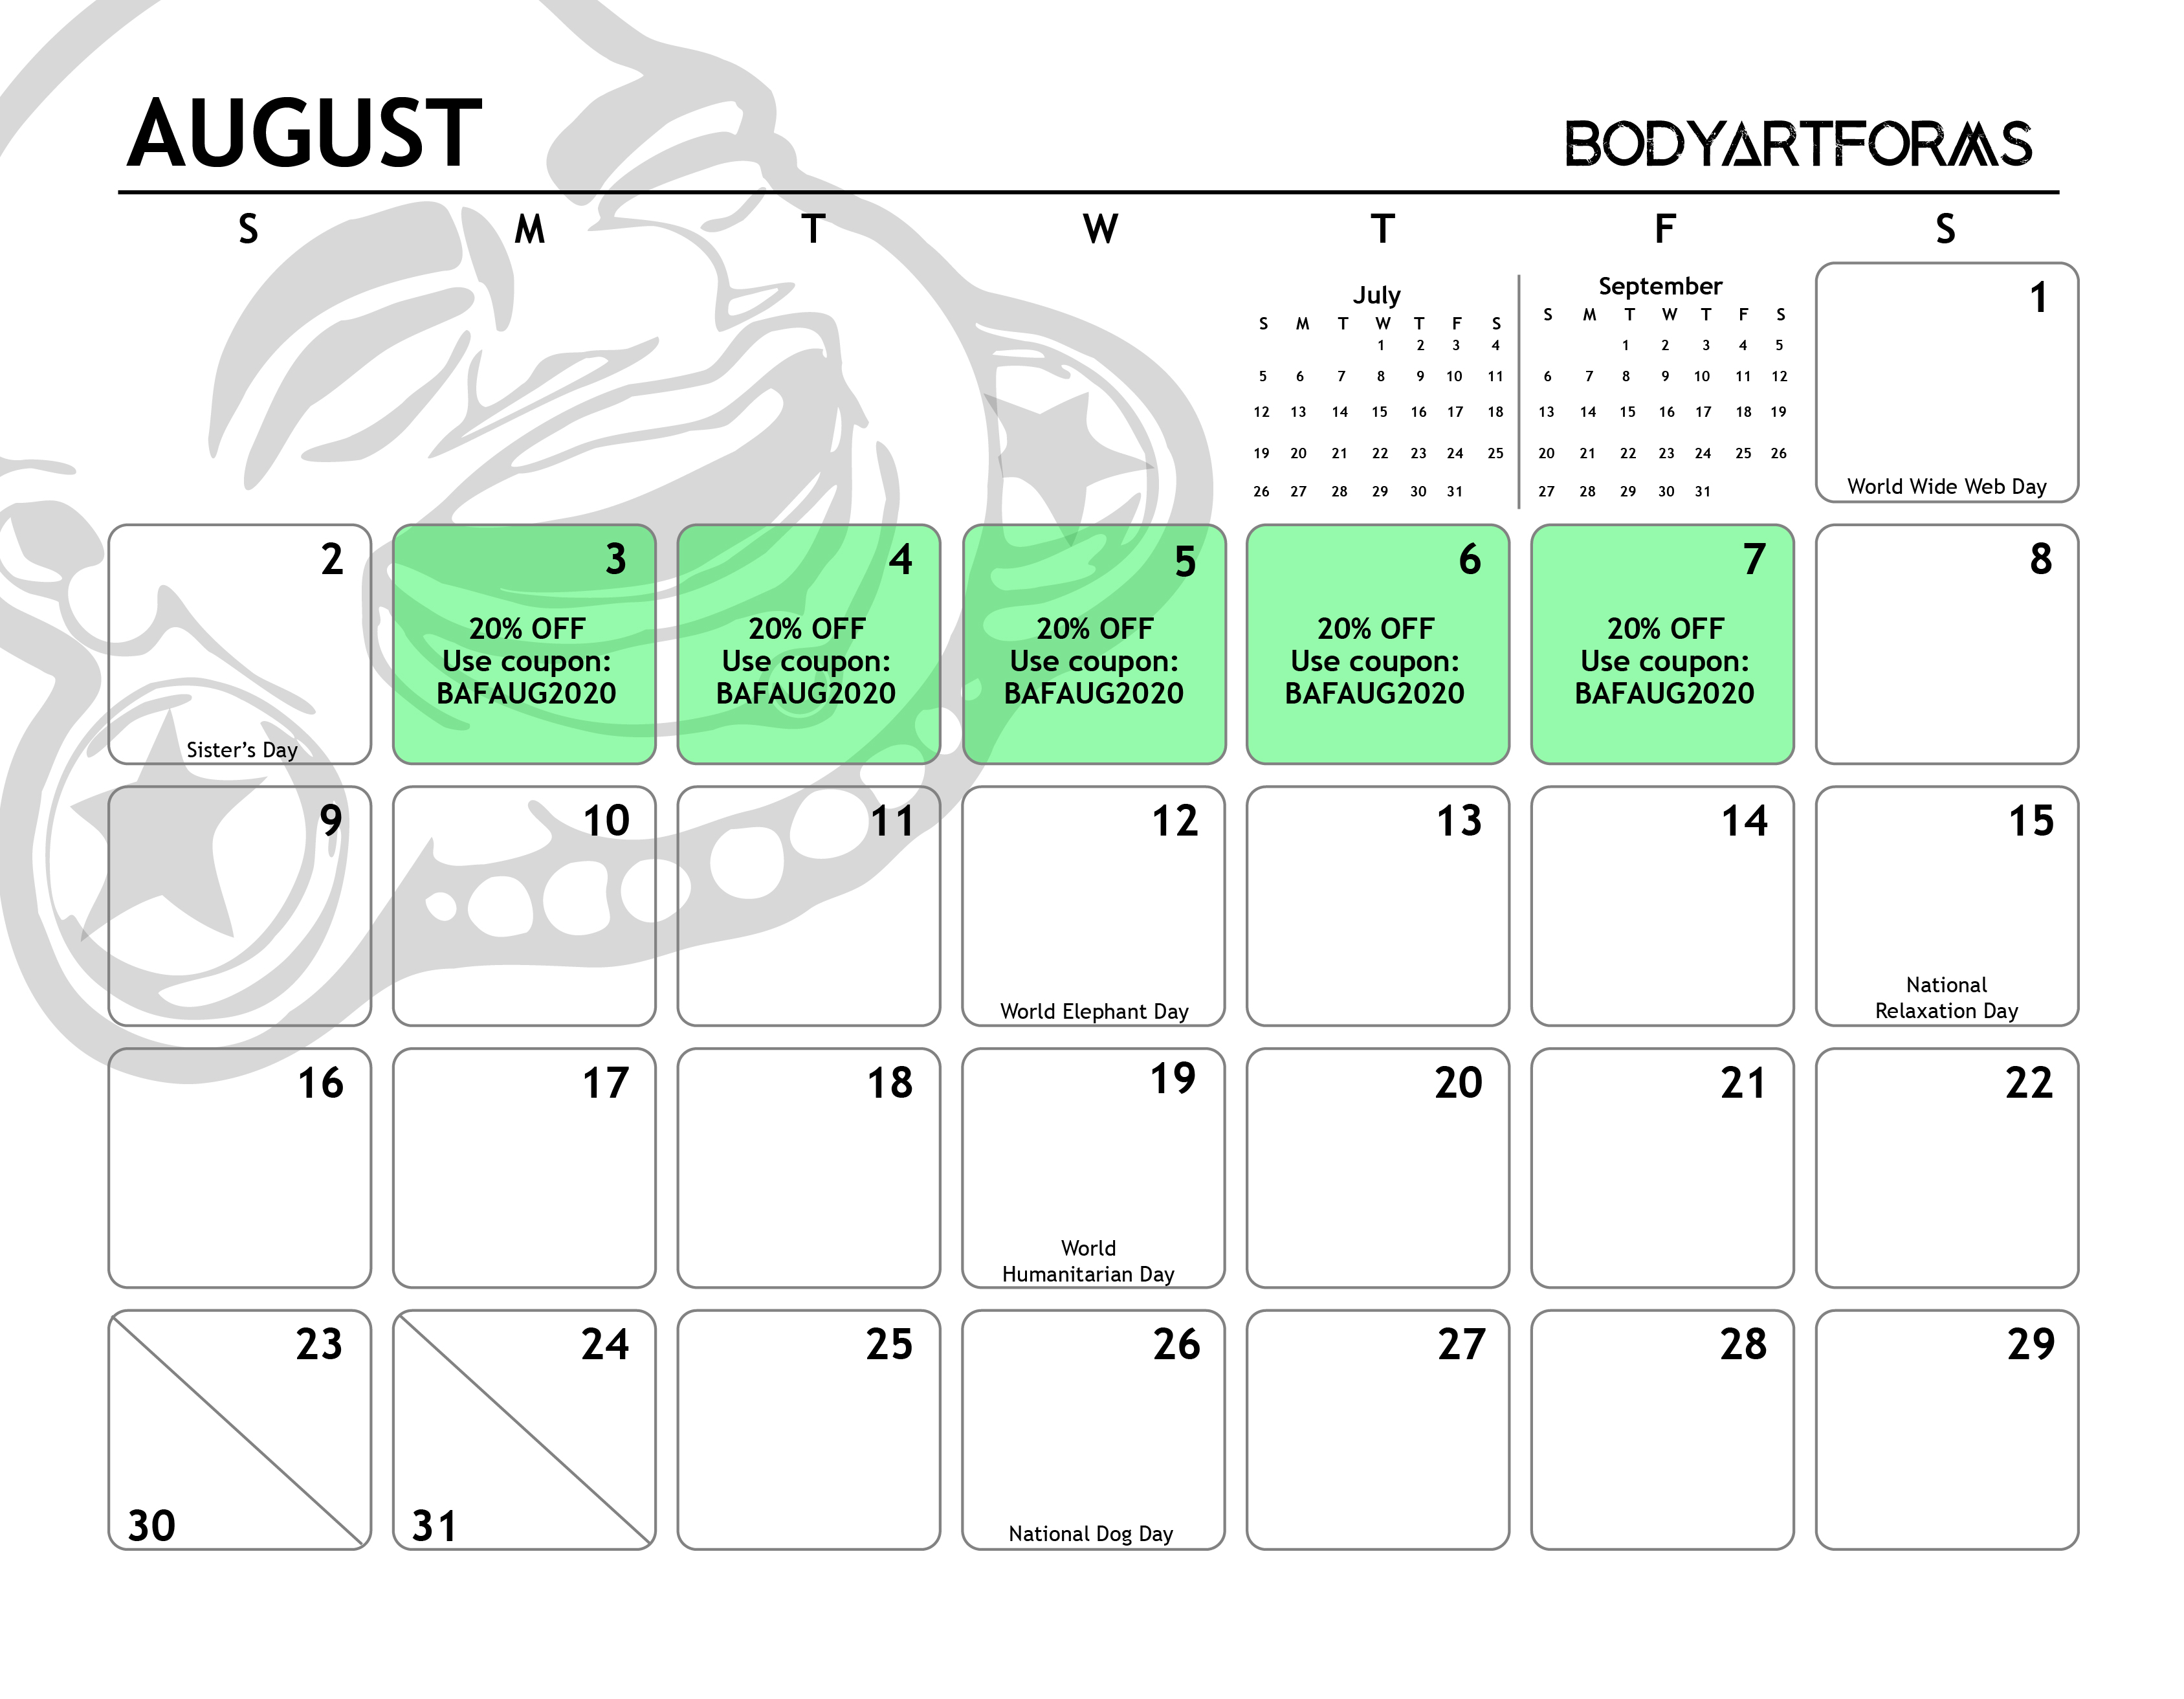 AUGUST
BODYARTFORMS
S M T W T F S
July
S M T W T F S
1 2 3 4
5 6 7 8 9 10 11
12 13 14 15 16 17 18
19 20 21 22 23 24 25
26 27 28 29 30 31
September
S M T W T F S
1 2 3 4 5
6 7 8 9 10 11 12
13 14 15 16 17 18 19
20 21 22 23 24 25 26
27 28 29 30 31
1
World Wide Web Day
2
Sister’s Day
3
20% OFF
Use coupon:
BAFAUG2020
4
20% OFF
Use coupon:
BAFAUG2020
5
20% OFF
Use coupon:
BAFAUG2020
6
20% OFF
Use coupon:
BAFAUG2020
7
20% OFF
Use coupon:
BAFAUG2020
8
9
10
11
12
World Elephant Day
13
14
15
National
Relaxation Day
16
17
18
19
World
Humanitarian Day
20
21
22
23
30
24
31
25
26
National Dog Day
27
28
29